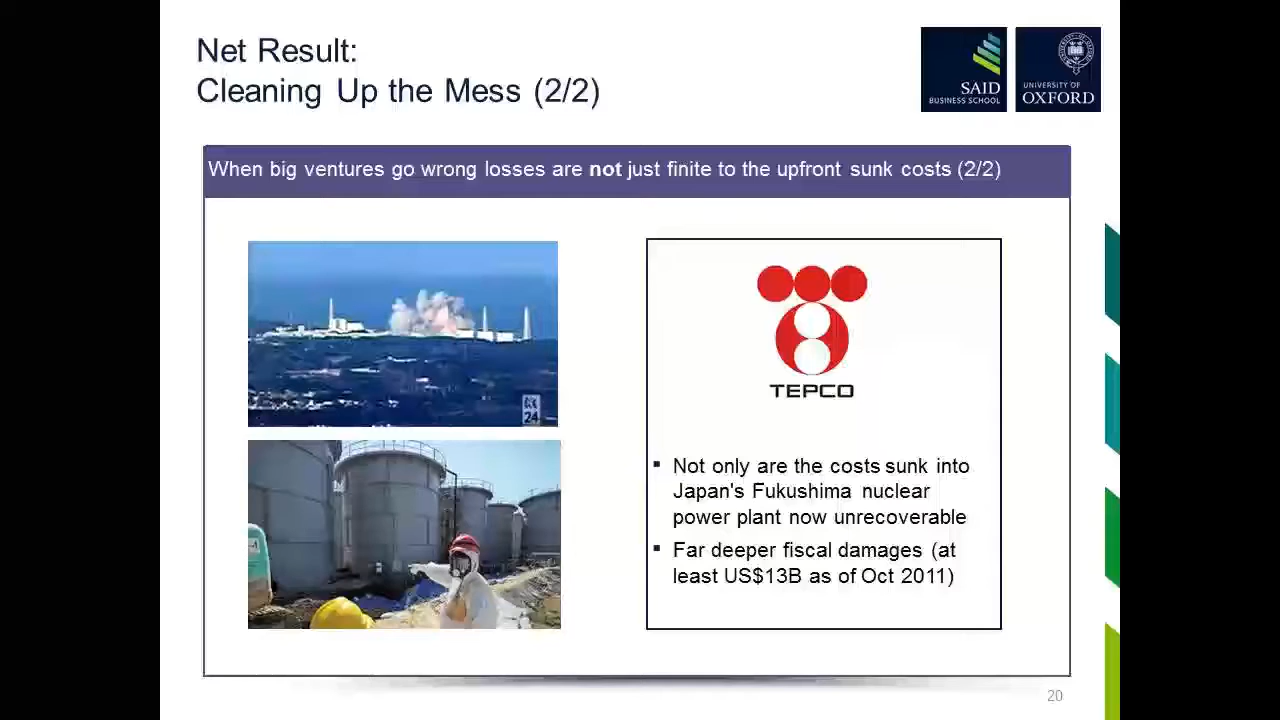 Net Result:
Cleaning Up the Mess (2/2)
SAID
BUSINESS SCHOOL
UNIVERSITY OF
OXFORD
When big ventures go wrong losses are not just finite to the upfront sunk costs (2/2)
24
TEPCO
▪ Not only are the costs sunk into
Japan's Fukushima nuclear
power plant now unrecoverable
▪ Far deeper fiscal damages (at
least US$13B as of Oct 2011)
20